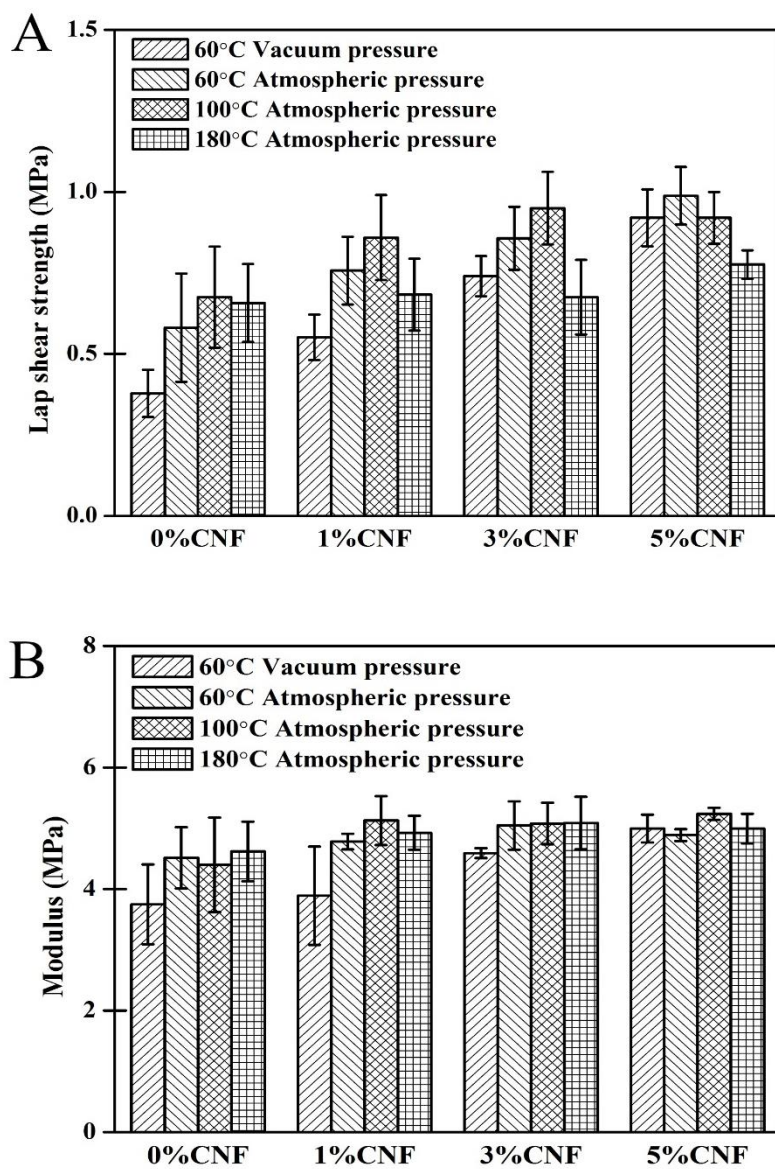 A
1.5
60°C Vacuum pressure
60°C Atmospheric pressure
100°C Atmospheric pressure
180°C Atmospheric pressure
1.0
Lap shear strength (MPa)
0.5
0.0
0%CNF 1%CNF 3%CNF 5%CNF
B
8
60°C Vacuum pressure
60°C Atmospheric pressure
100°C Atmospheric pressure
180°C Atmospheric pressure
6
Modulus (MPa)
4
2
0
0%CNF 1%CNF 3%CNF 5%CNF